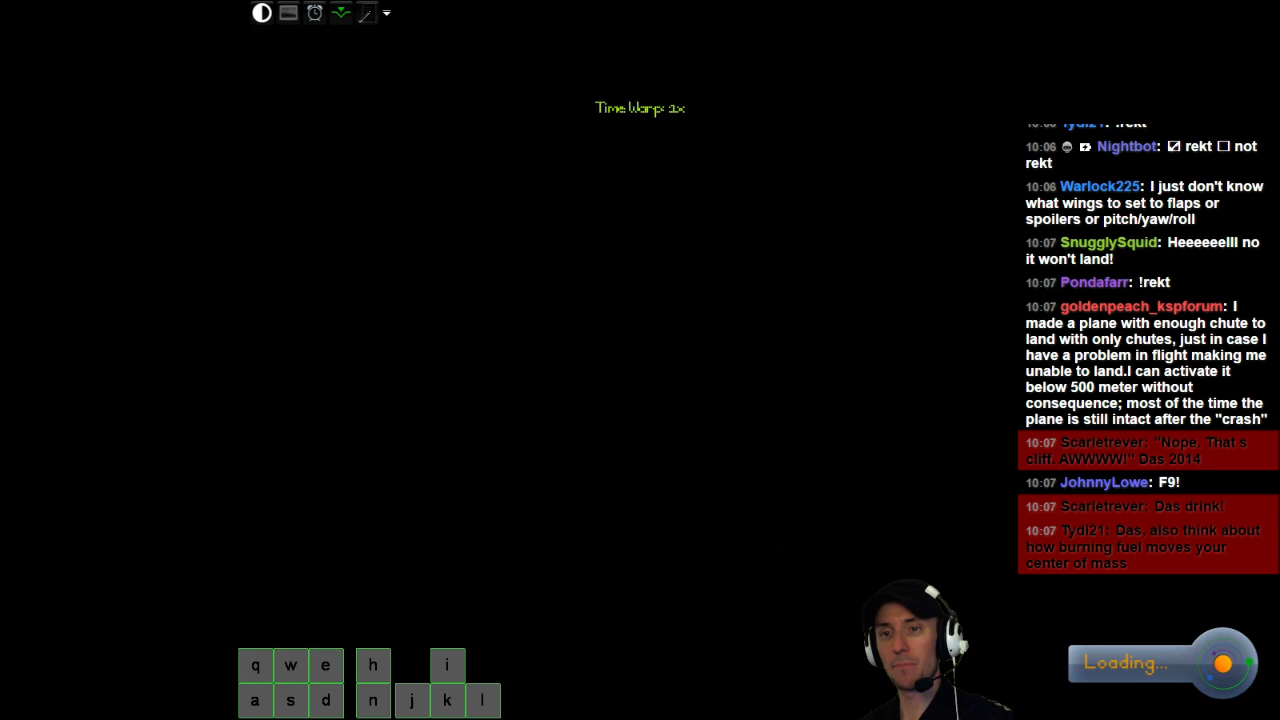 Time Warp: 1x
10:06 Tydi21: !rekt
10:06 Nightbot: ☑ rekt ☐ not
rekt
10:06 Warlock225: I just don't know
what wings to set to flaps or
spoilers or pitch/yaw/roll
10:07 SnugglySquid: Heeeeeelll no
it won't land!
10:07 Pondafarr: !rekt
10:07 goldenpeach_kspforum: I
made a plane with enough chute to
land with only chutes, just in case I
have a problem in flight making me
unable to land.I can activate it
below 500 meter without
consequence; most of the time the
plane is still intact after the "crash"
10:07 Scarletrever: "Nope. That s
cliff. AWWWW!" Das 2014
10:07 JohnnyLowe: F9!
10:07 Scarletrever: Das drink!
10:07 Tydi21: Das, also think about
how burning fuel moves your
center of mass
q w e h i
a s d n j k l
Loading...